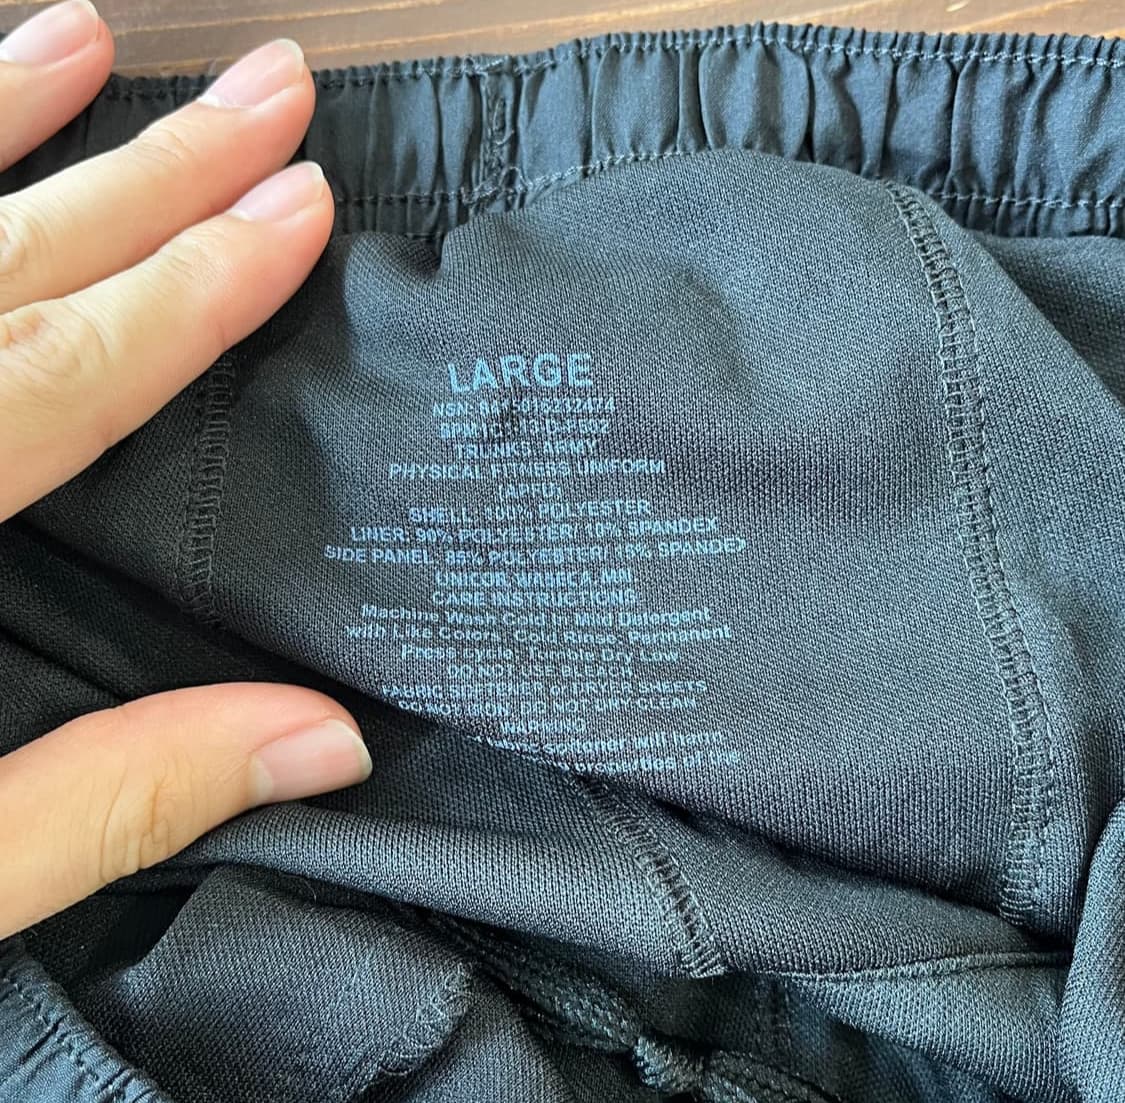 LARGE
NSN:
TRUNKS ARMY
PHYSICAL FITNESS UNIFORM
(APFU)
SHELL: 100% POLYESTER
LINER: 90% POLYESTER/ 10% SPANDEX
SIDE PANEL: 85% POLYESTER/ 15% SPANDEX
UNICOR WASECA, MN
CARE INSTRUCTIONS
Machine Wash Cold In Mild Detergent
with Like Colors, Cold Rinse, Permanent
Press cycle, Tumble Dry Low
DO NOT USE BLEACH
FABRIC SOFTENER or DRYER SHEETS
DO NOT IRON, DO NOT DRY CLEAN
WARNING
softener will harm
of the